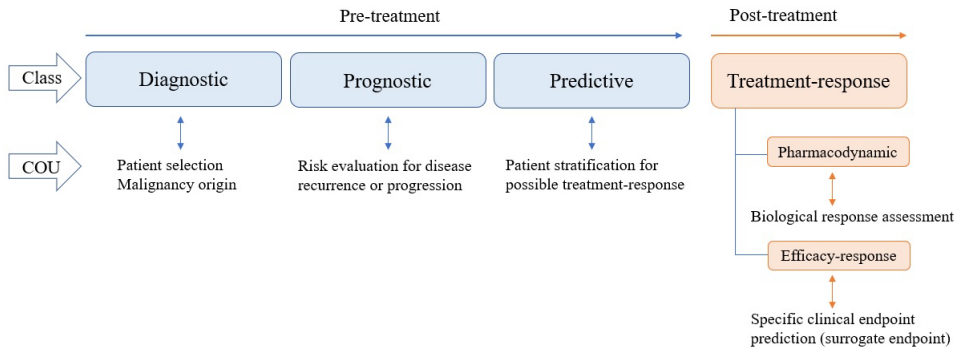 Pre-treatment
Post-treatment
Class
Diagnostic
Prognostic
Predictive
Treatment-response
COU
Patient selection
Malignancy origin
Risk evaluation for disease
recurrence or progression
Patient stratification for
possible treatment-response
Pharmacodynamic
Biological response assessment
Efficacy-response
Specific clinical endpoint
prediction (surrogate endpoint)